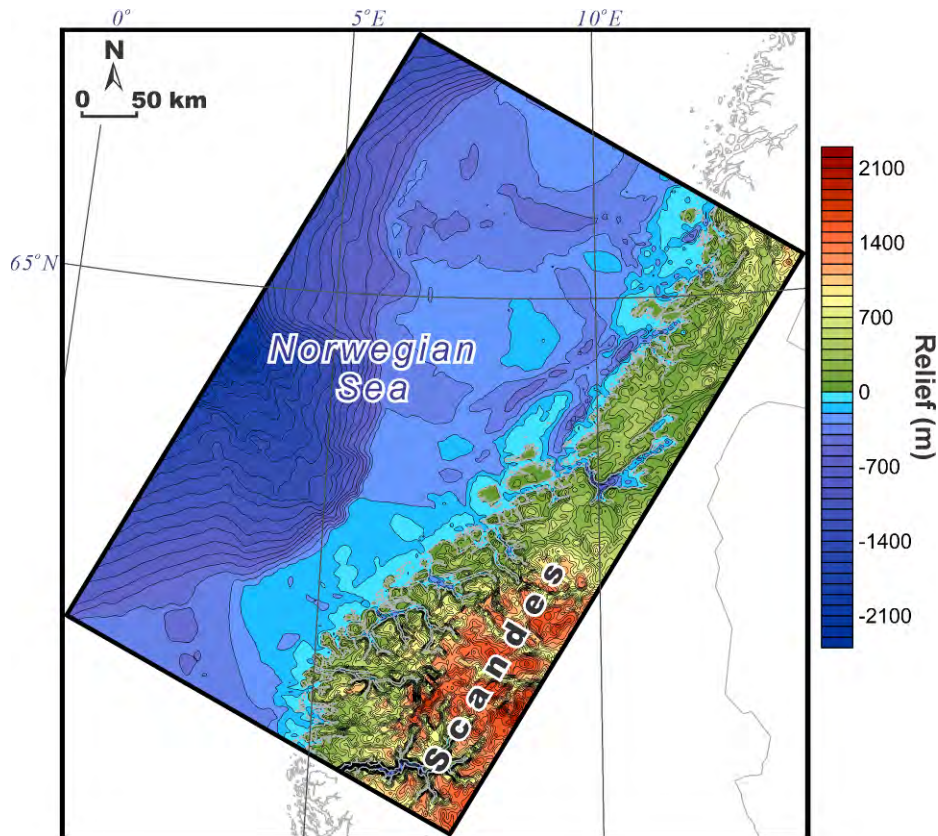 0° 5°E 10°E
N
0 50 km
65°N
Norwegian
Sea
Scandes
2100
1400
700
0
-700
-1400
-2100
Relief (m)